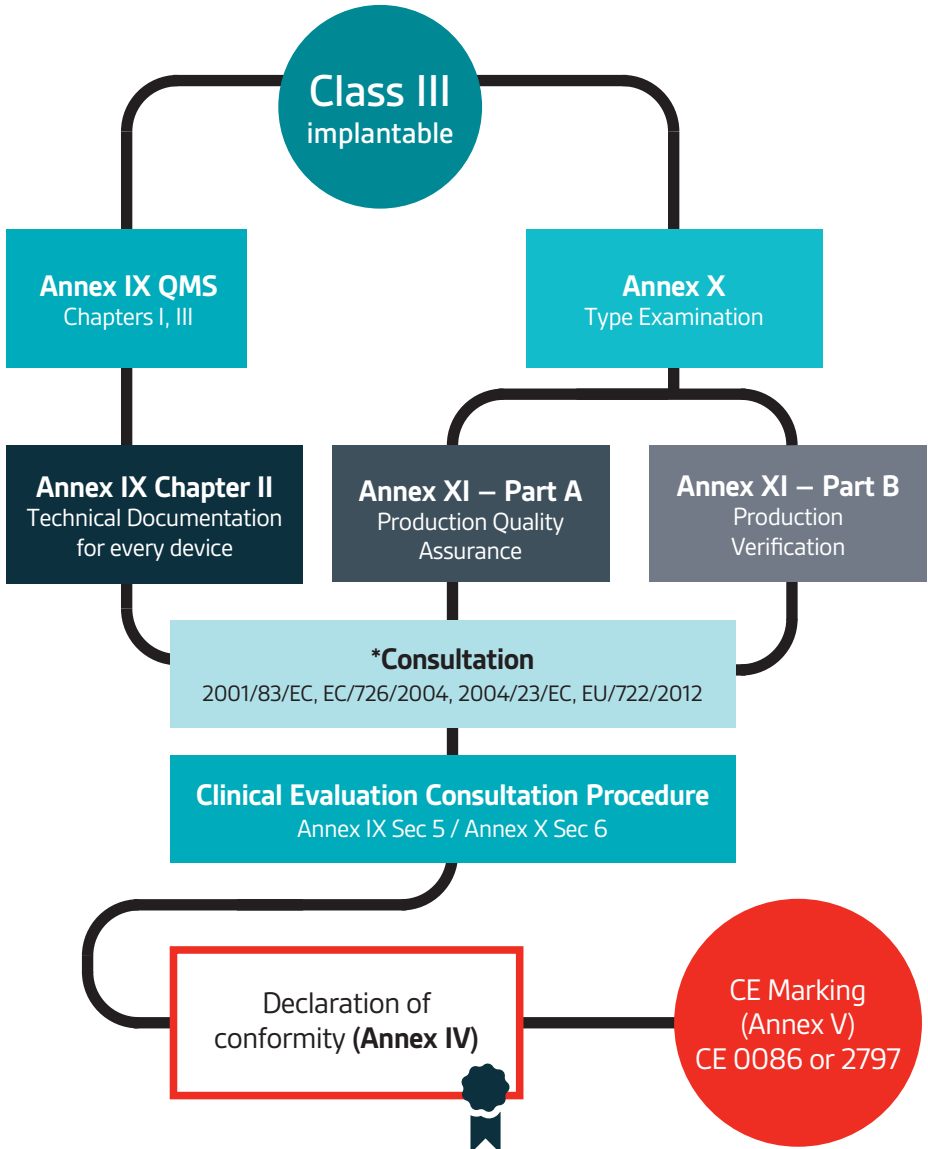 Class III
implantable
Annex IX QMS
Chapters I, III
Annex X
Type Examination
Annex IX Chapter II
Technical Documentation
for every device
Annex XI – Part A
Production Quality
Assurance
Annex XI – Part B
Production
Verification
*Consultation
2001/83/EC, EC/726/2004, 2004/23/EC, EU/722/2012
Clinical Evaluation Consultation Procedure
Annex IX Sec 5 / Annex X Sec 6
Declaration of
conformity (Annex IV)
CE Marking
(Annex V)
CE 0086 or 2797